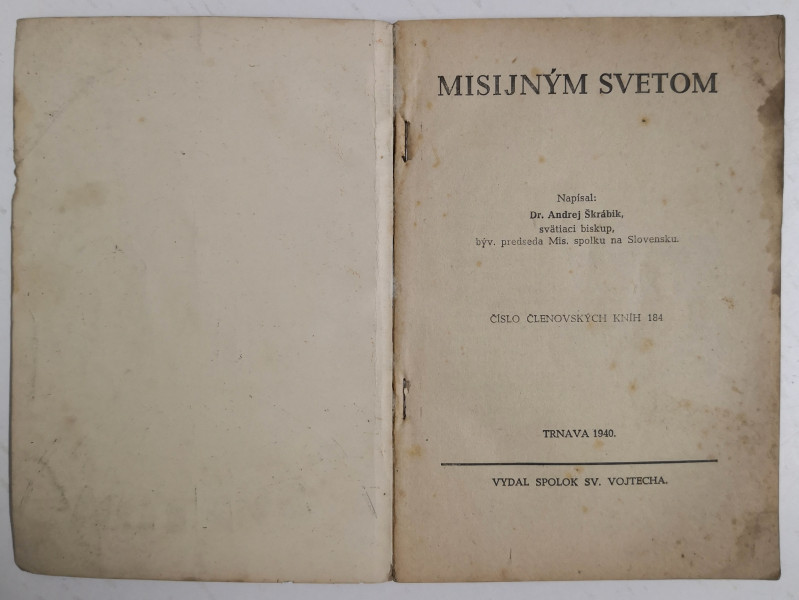 MISIJNÝM SVETOM
Napísal:
Dr. Andrej Škrábik,
svätiaci biskup,
býv. predseda Mis. spolku na Slovensku.
ČÍSLO ČLENOVSKÝCH KNÍH 184
TRNAVA 1940.
VYDAL SPOLOK SV. VOJTECHA.